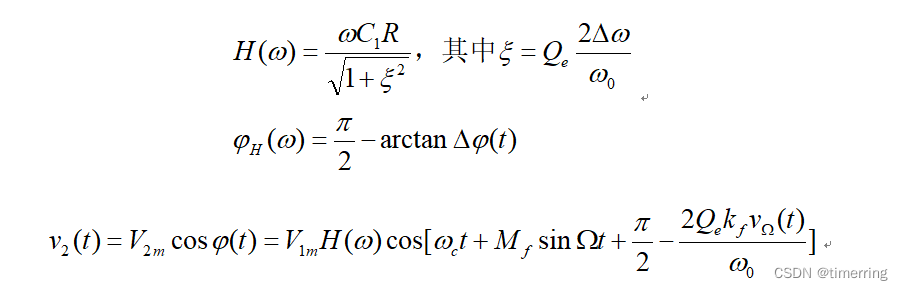 H(ω) = ωC₁R / √(1+ξ²), 其中 ξ = Qₑ 2Δω / ω₀
φ_H(ω) = π/2 − arctan Δφ(t)
v₂(t) = V₂ₘ cos φ(t) = V₁ₘH(ω) cos[ω_c t + M_f sin Ωt + π/2 − 2Qₑk_f v_Ω(t) / ω₀]
CSDN @timerring